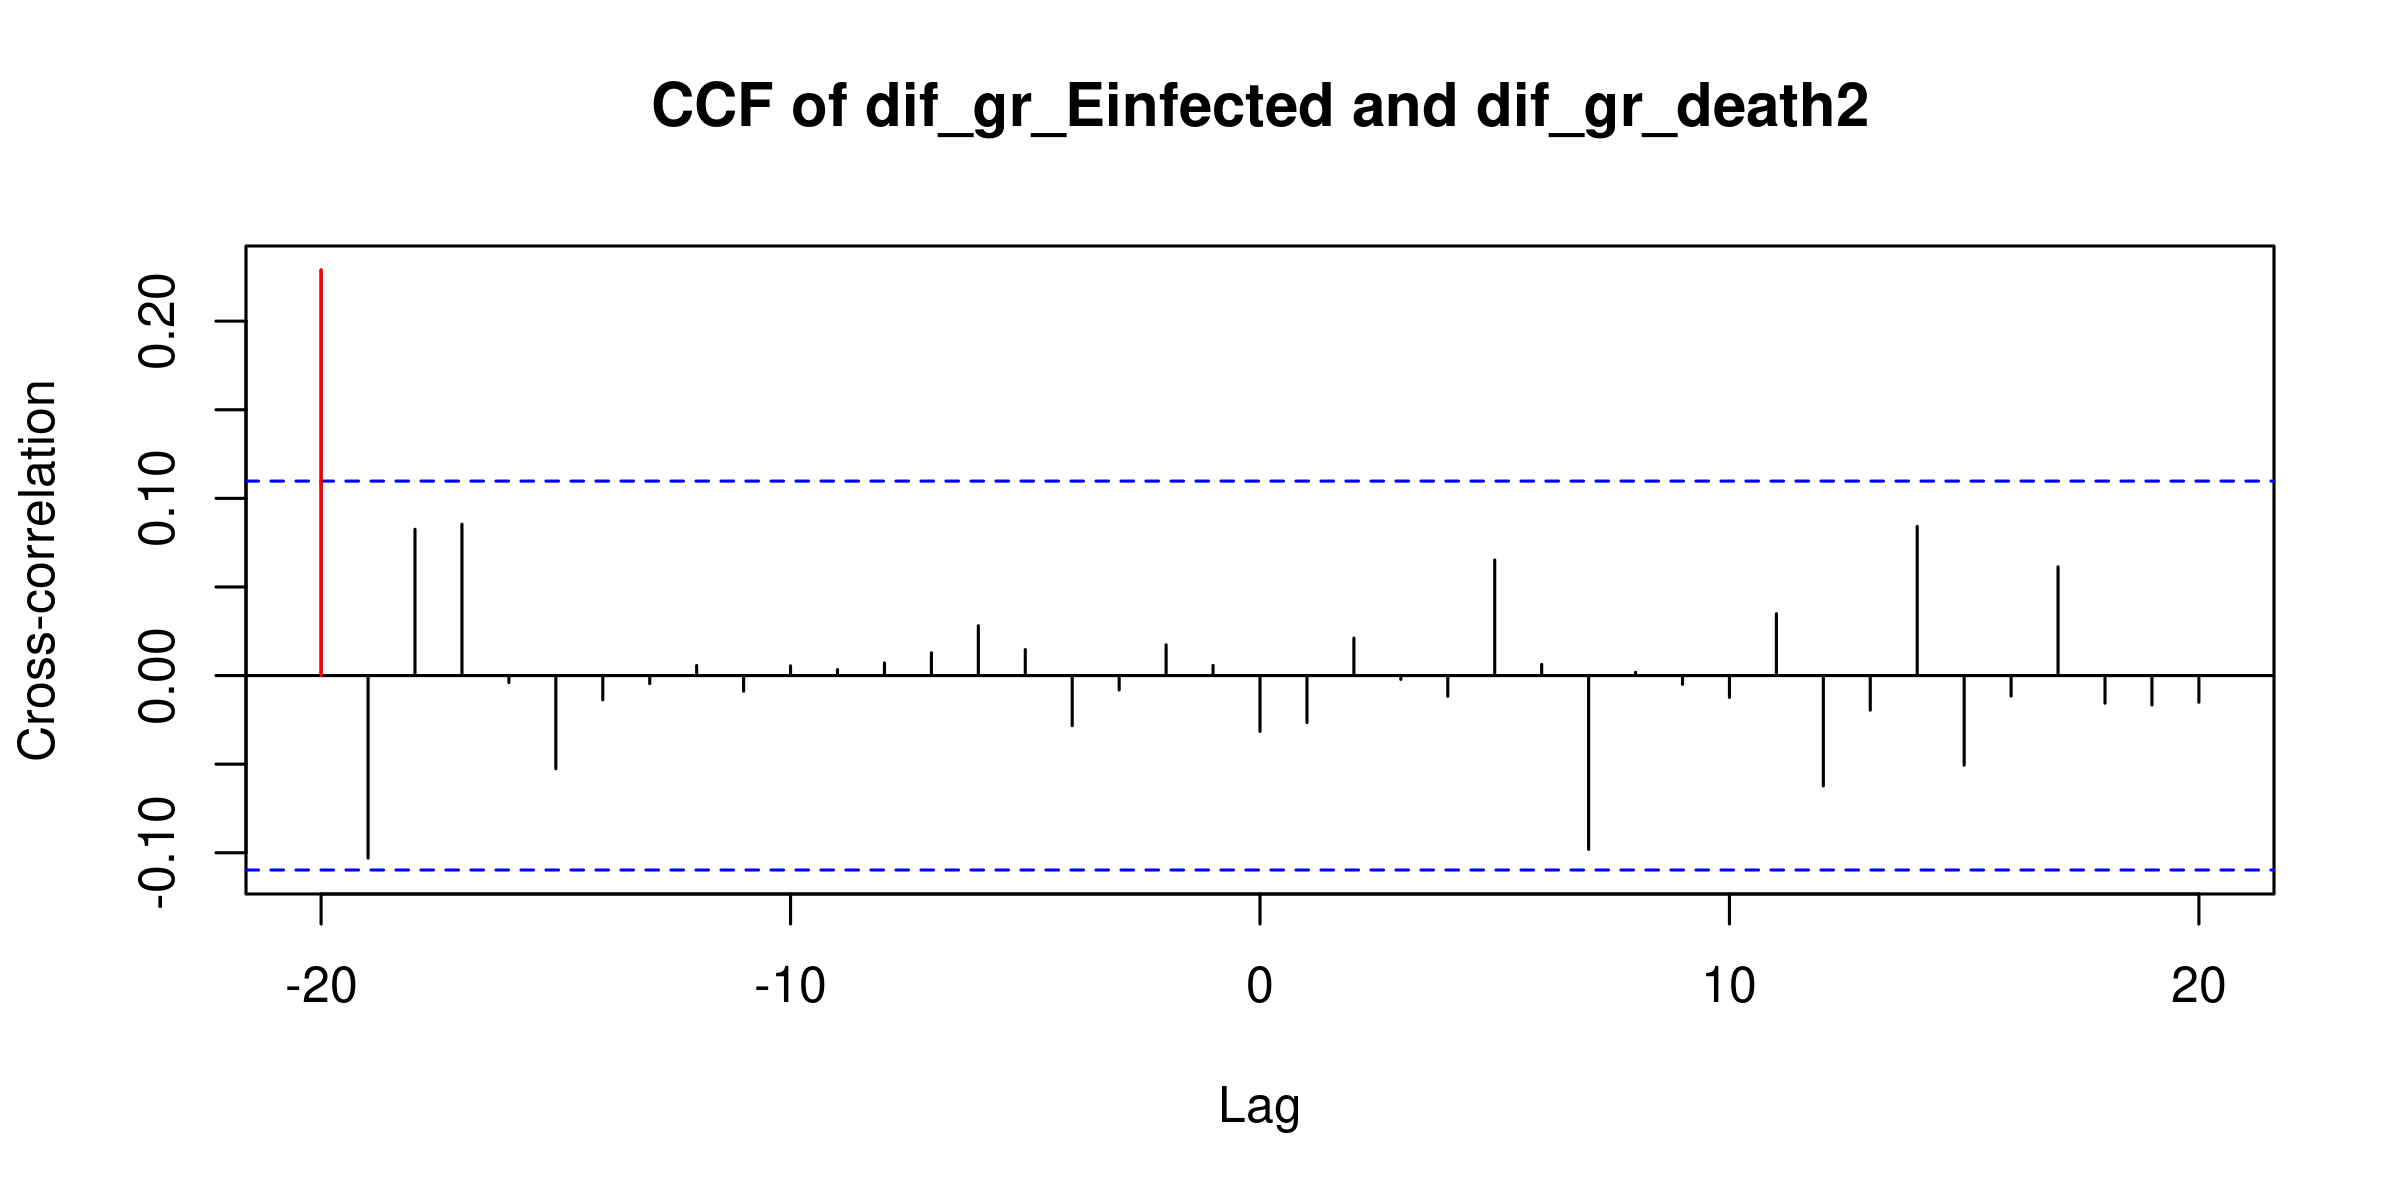 CCF of dif_gr_Einfected and dif_gr_death2
Cross-correlation
0.20
0.10
0.00
-0.10
-20 -10 0 10 20
Lag